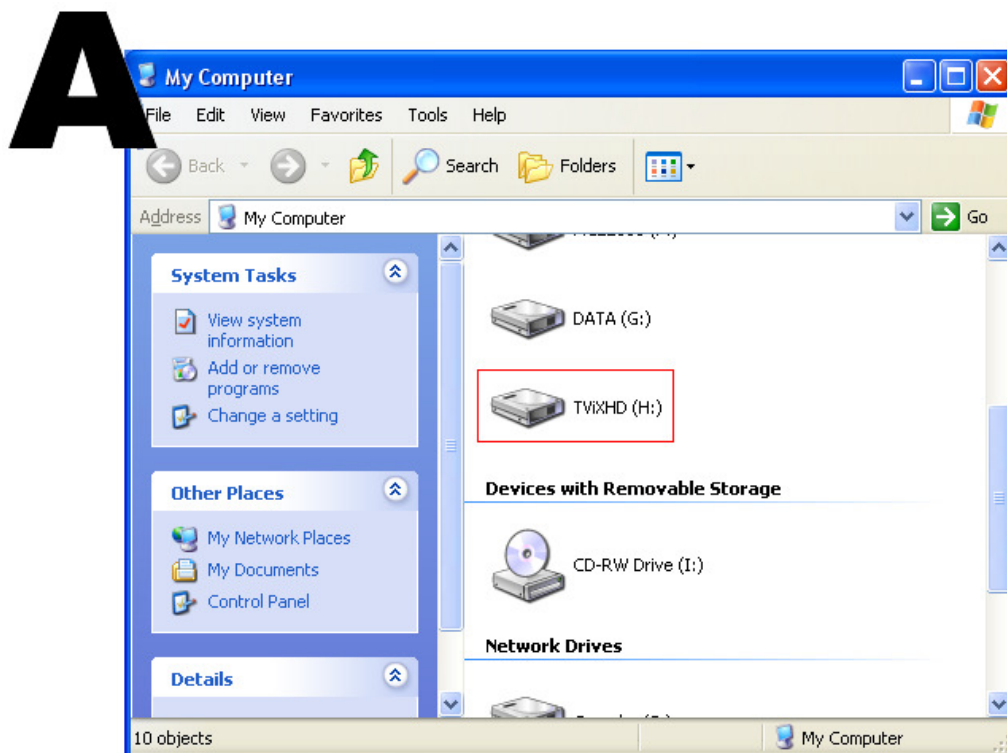 A
My Computer
File Edit View Favorites Tools Help
Back Search Folders
Address My Computer Go
System Tasks
View system
information
Add or remove
programs
Change a setting
Other Places
My Network Places
My Documents
Control Panel
Details
DATA (G:)
TViXHD (H:)
Devices with Removable Storage
CD-RW Drive (I:)
Network Drives
10 objects
My Computer